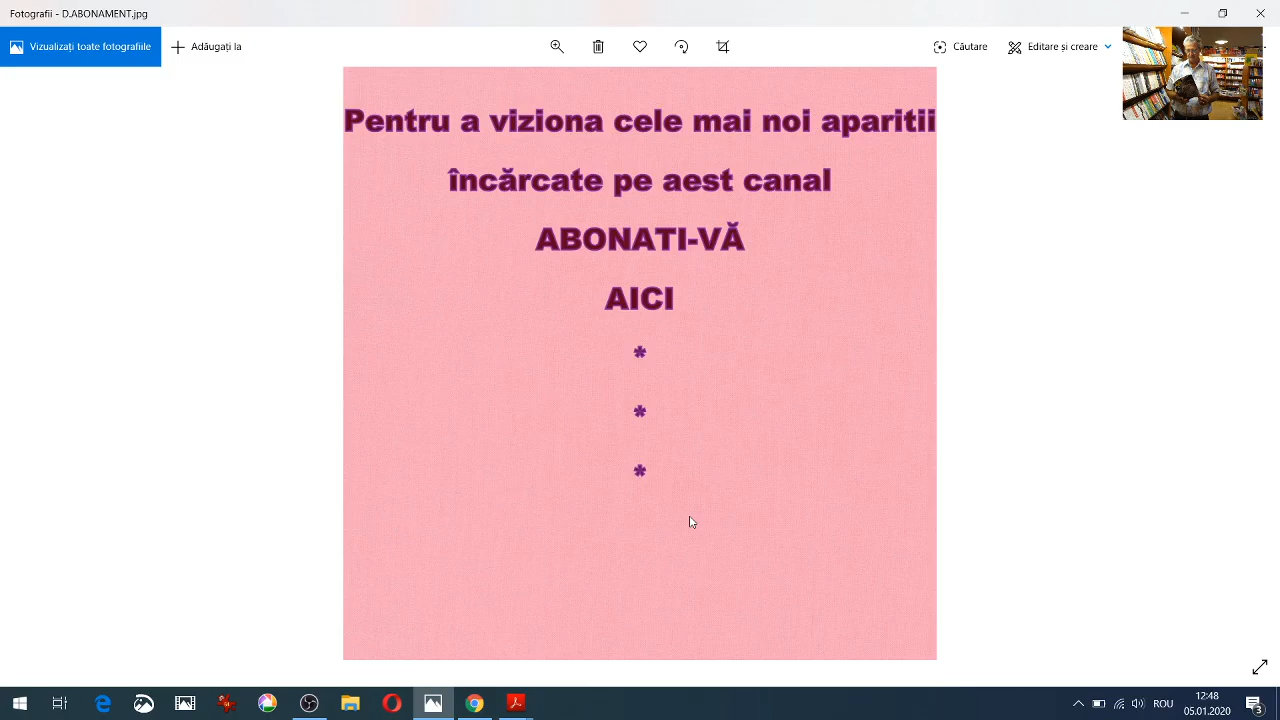 Fotografii - D.ABONAMENT.jpg
Vizualizați toate fotografiile
Adăugați la
Căutare
Editare și creare
Pentru a viziona cele mai noi aparitii
încărcate pe aest canal
ABONATI-VĂ
AICI
*
*
*
ROU
12:48
05.01.2020
3